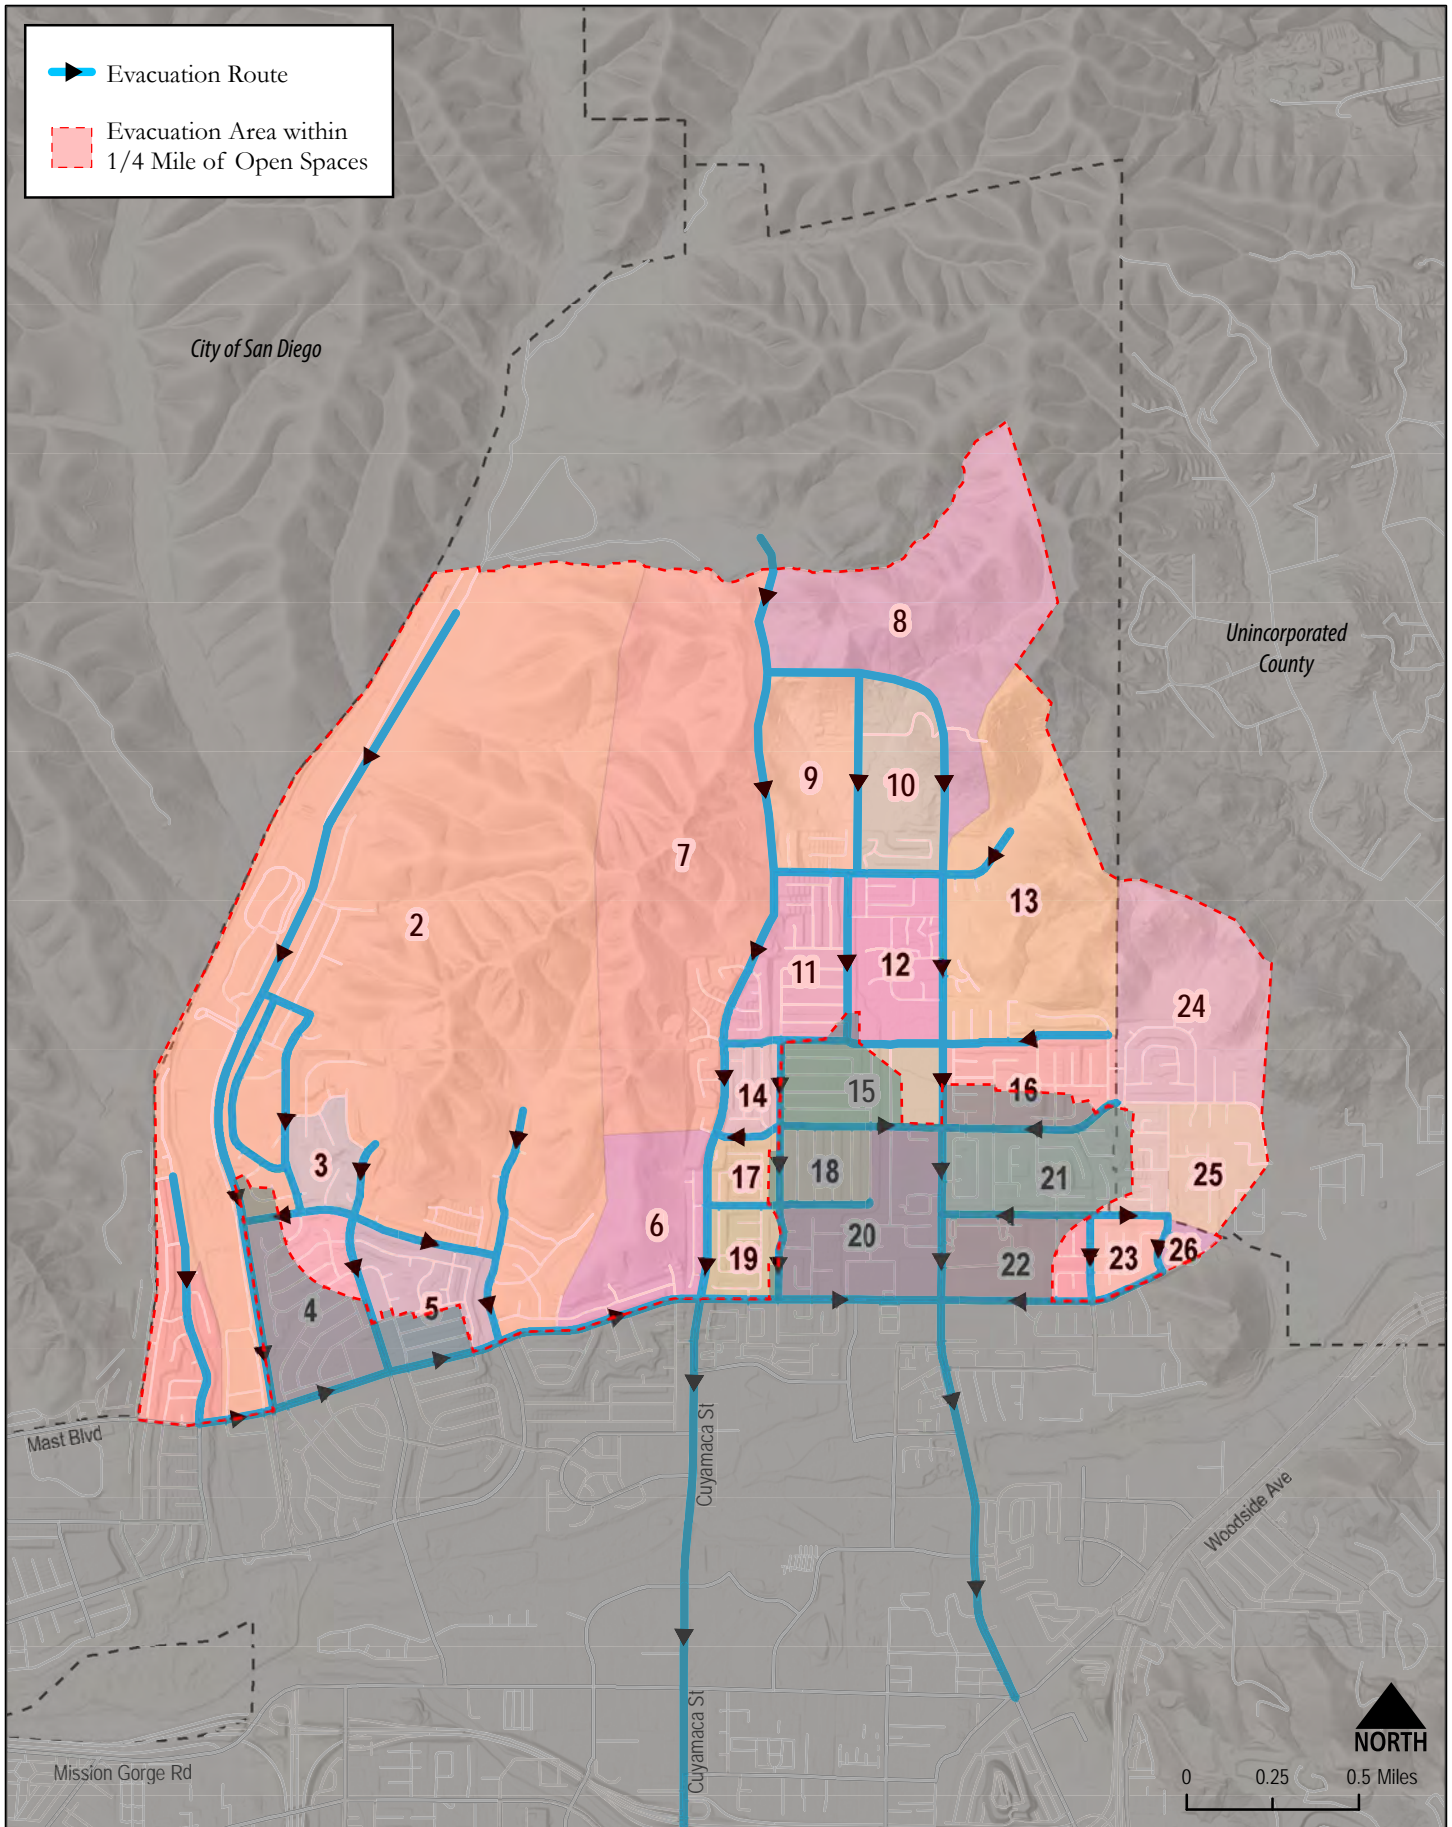 Evacuation Route
Evacuation Area within
1/4 Mile of Open Spaces
City of San Diego
Unincorporated
County
8
9
10
7
13
2
12
11
24
15
14
16
3
18
17
21
25
6
20
19
22
23
26
4
5
Mast Blvd
Cuyamaca St
Woodside Ave
Cuyamaca St
Mission Gorge Rd
NORTH
0 0.25 0.5 Miles